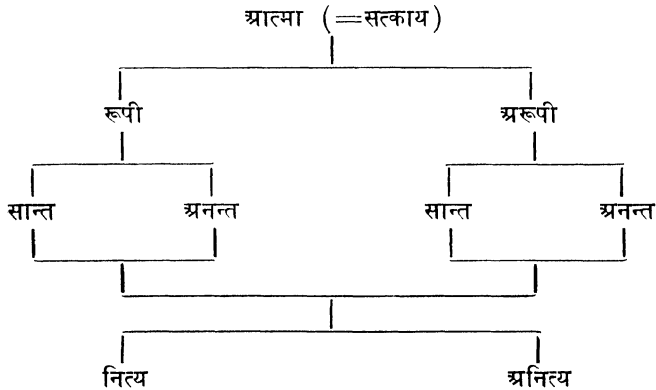 आत्मा (=सत्काय)
रूपी अरूपी
सान्त अनन्त सान्त अनन्त
नित्य अनित्य